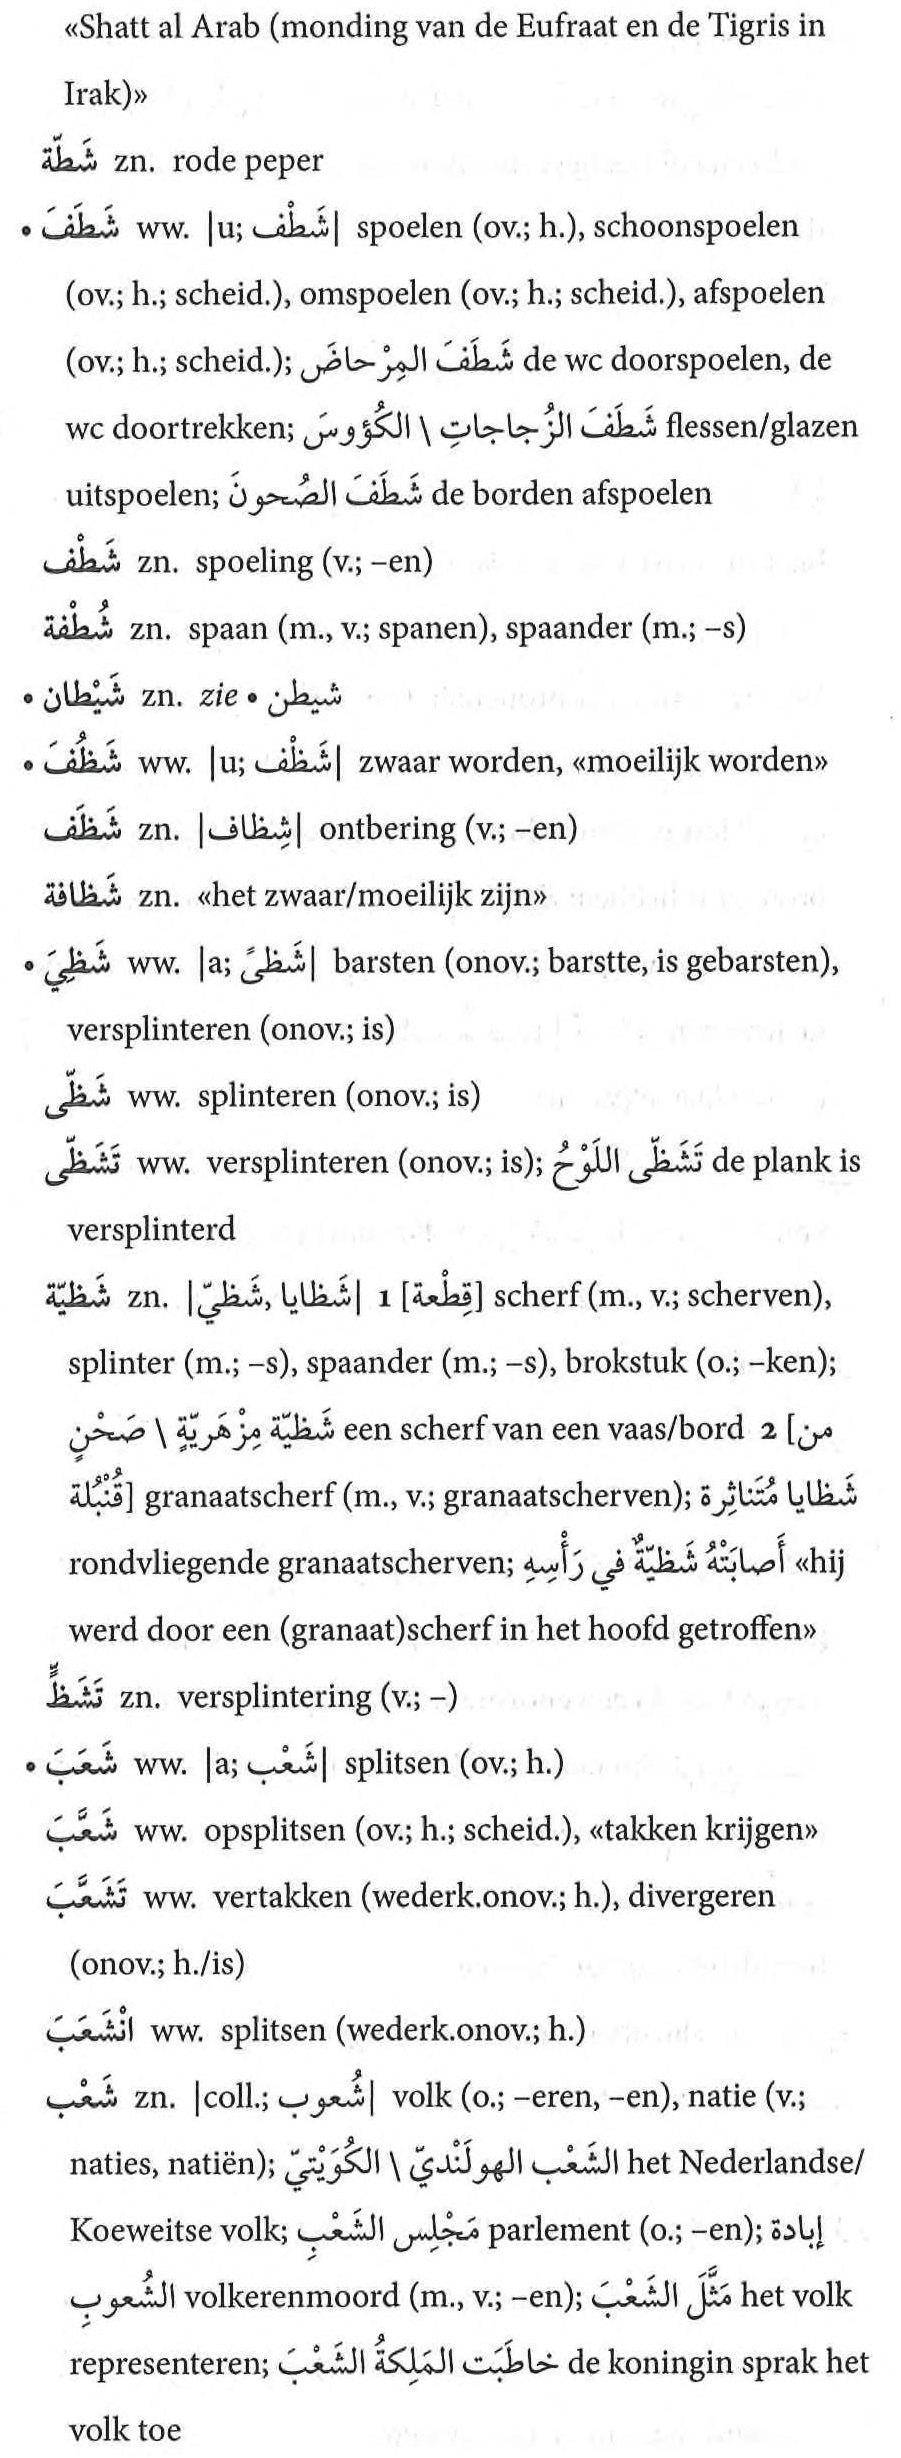 «Shatt al Arab (monding van de Eufraat en de Tigris in
Irak)»
شَطّة zn. rode peper
• شَطَفَ ww. |u; شَطْف| spoelen (ov.; h.), schoonspoelen
(ov.; h.; scheid.), omspoelen (ov.; h.; scheid.), afspoelen
(ov.; h.; scheid.); شَطَفَ المِرْحاضَ de wc doorspoelen, de
wc doortrekken; شَطَفَ الزُجاجاتِ \ الكُؤوسَ flessen/glazen
uitspoelen; شَطَفَ الصُحونَ de borden afspoelen
شَطْف zn. spoeling (v.; –en)
شُطْفة zn. spaan (m., v.; spanen), spaander (m.; –s)
• شَيْطان zn. zie • شيطن
• شَظُفَ ww. |u; شَظْف| zwaar worden, «moeilijk worden»
شَظَف zn. |شِظاف| ontbering (v.; –en)
شَظافة zn. «het zwaar/moeilijk zijn»
• شَظِيَ ww. |a; شَظىً| barsten (onov.; barstte, is gebarsten),
versplinteren (onov.; is)
شَظّى ww. splinteren (onov.; is)
تَشَظّى ww. versplinteren (onov.; is); تَشَظّى اللَوْحُ de plank is
versplinterd
شَظيّة zn. |شَظايا, شَظيّ| 1 [قِطْعة] scherf (m., v.; scherven),
splinter (m.; –s), spaander (m.; –s), brokstuk (o.; –ken);
شَظيّة مِزْهَريّةٍ \ صَحْنٍ een scherf van een vaas/bord 2 [من
قُنْبُلة] granaatscherf (m., v.; granaatscherven); شَظايا مُتَناثِرة
rondvliegende granaatscherven; أَصابَتْهُ شَظيّةٌ في رَأْسِهِ «hij
werd door een (granaat)scherf in het hoofd getroffen»
تَشَظٍّ zn. versplintering (v.; –)
• شَعَبَ ww. |a; شَعْب| splitsen (ov.; h.)
شَعَّبَ ww. opsplitsen (ov.; h.; scheid.), «takken krijgen»
تَشَعَّبَ ww. vertakken (wederk.onov.; h.), divergeren
(onov.; h./is)
انْشَعَبَ ww. splitsen (wederk.onov.; h.)
شَعْب zn. |coll.; شُعوب| volk (o.; –eren, –en), natie (v.;
naties, natiën); الشَعْب الهولَنْديّ \ الكُوَيْتيّ het Nederlandse/
Koeweitse volk; مَجْلِس الشَعْبِ parlement (o.; –en); إبادة
الشُعوبِ volkerenmoord (m., v.; –en); مَثَّلَ الشَعْبَ het volk
representeren; خاطَبَت المَلِكةُ الشَعْبَ de koningin sprak het
volk toe